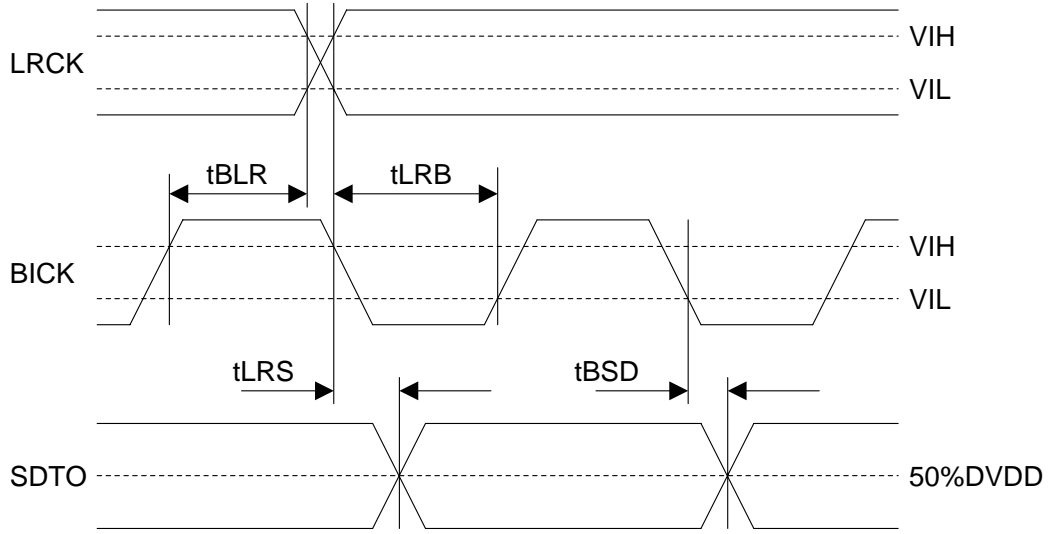 LRCK
VIH
VIL
tBLR
tLRB
BICK
VIH
VIL
tLRS
tBSD
SDTO
50%DVDD